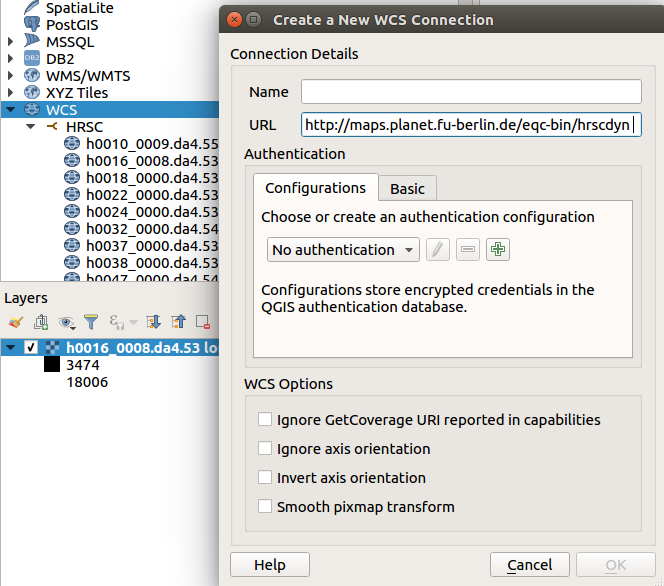 SpatiaLite
PostGIS
MSSQL
DB2
WMS/WMTS
XYZ Tiles
WCS
HRSC
h0010_0009.da4.55
h0016_0008.da4.53
h0018_0000.da4.53
h0022_0000.da4.53
h0024_0000.da4.53
h0032_0000.da4.54
h0037_0000.da4.53
h0038_0000.da4.53
h0047_0000.da4.54
Layers
h0016_0008.da4.53 lo
3474
18006
Create a New WCS Connection
Connection Details
Name
URL http://maps.planet.fu-berlin.de/eqc-bin/hrscdyn
Authentication
Configurations Basic
Choose or create an authentication configuration
No authentication
Configurations store encrypted credentials in the
QGIS authentication database.
WCS Options
Ignore GetCoverage URI reported in capabilities
Ignore axis orientation
Invert axis orientation
Smooth pixmap transform
Help Cancel OK